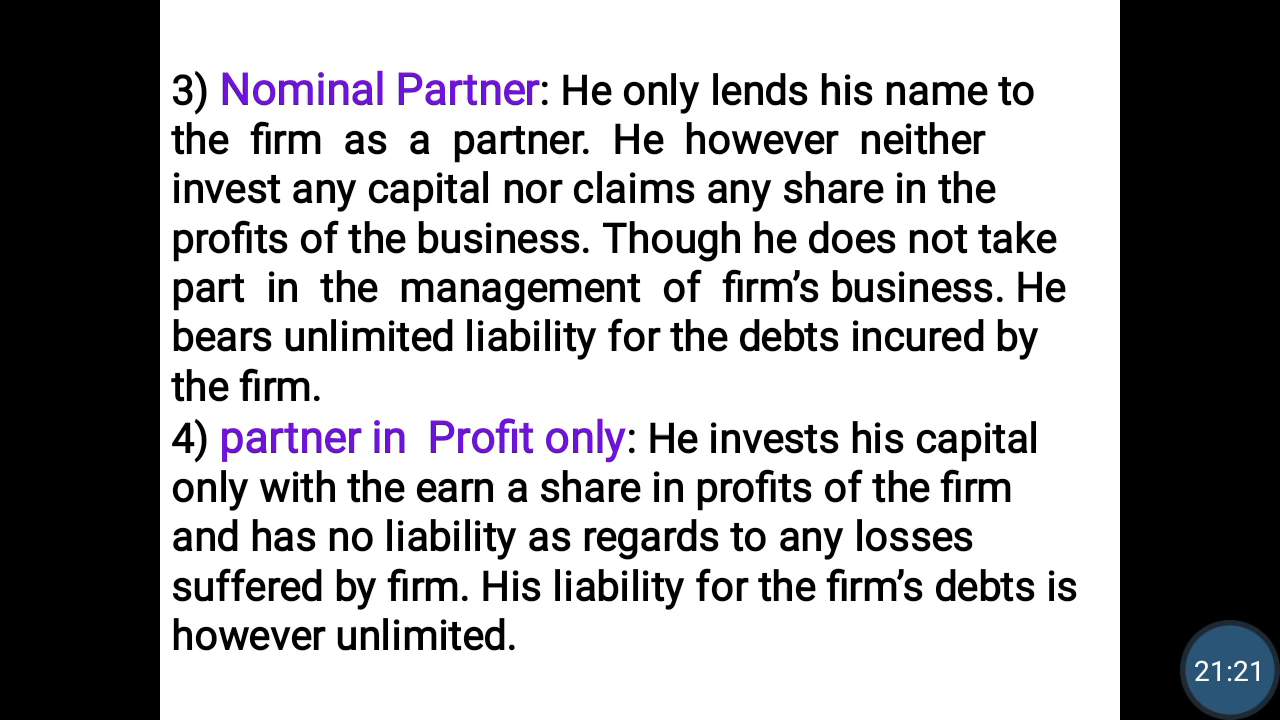 3) Nominal Partner: He only lends his name to
the firm as a partner. He however neither
invest any capital nor claims any share in the
profits of the business. Though he does not take
part in the management of firm’s business. He
bears unlimited liability for the debts incured by
the firm.
4) partner in Profit only: He invests his capital
only with the earn a share in profits of the firm
and has no liability as regards to any losses
suffered by firm. His liability for the firm’s debts is
however unlimited.
21:21